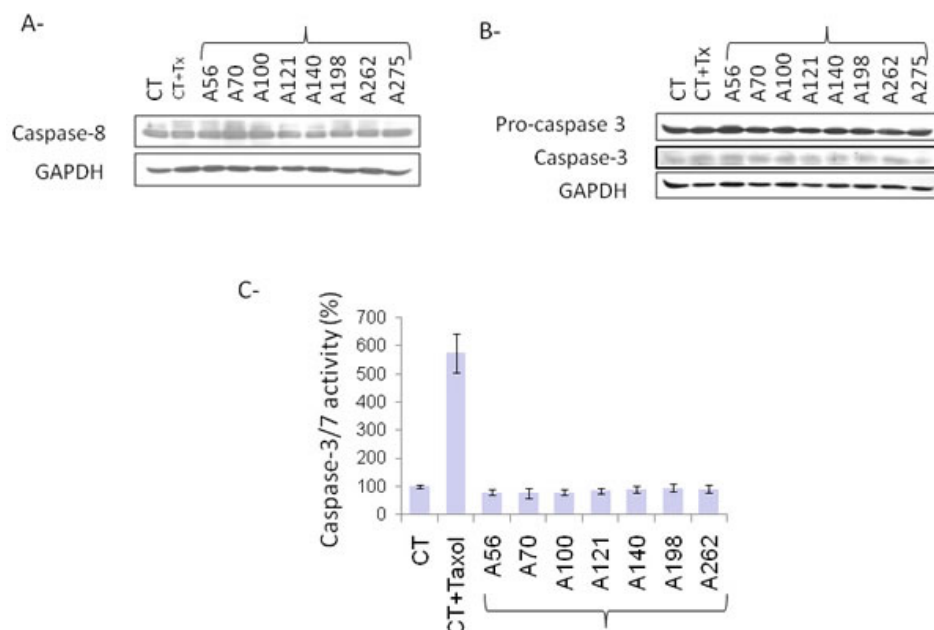 A-
CT CT+Tx A56 A70 A100 A121 A140 A198 A262 A275
Caspase-8
GAPDH
B-
CT CT+Tx A56 A70 A100 A121 A140 A198 A262 A275
Pro-caspase 3
Caspase-3
GAPDH
C-
Caspase-3/7 activity (%)
700
600
500
400
300
200
100
0
CT CT+Taxol A56 A70 A100 A121 A140 A198 A262